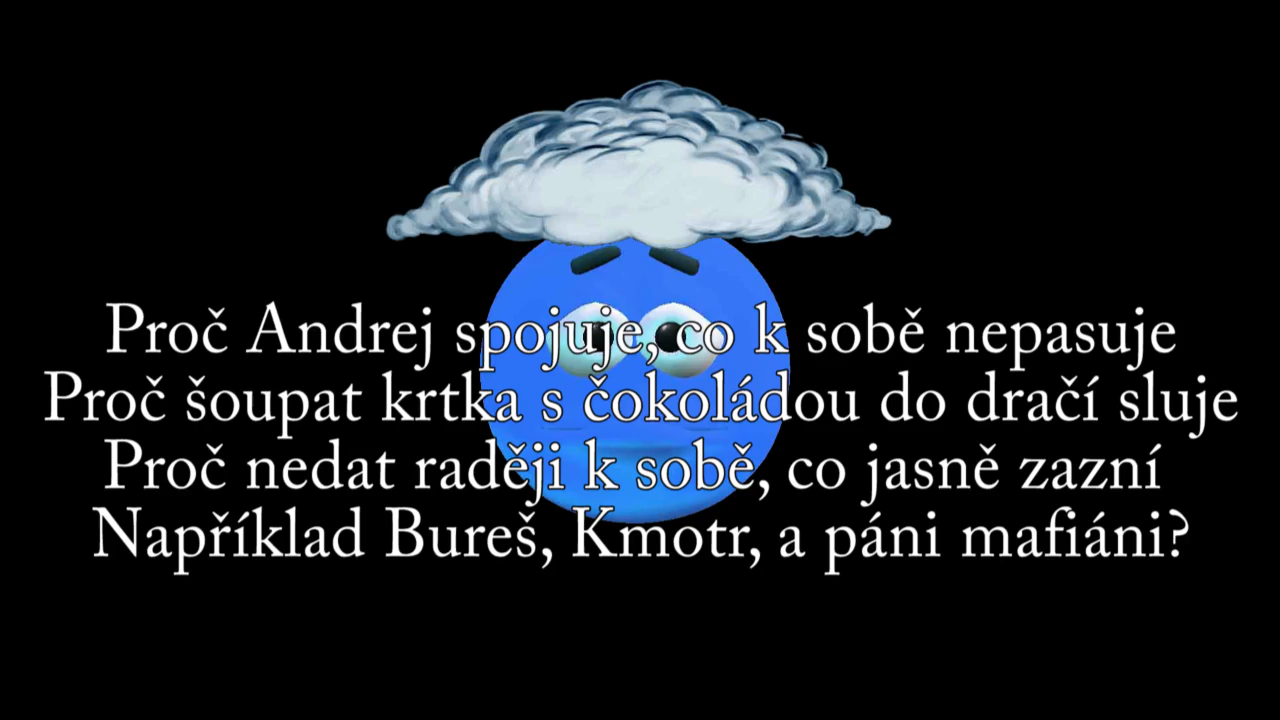 Proč Andrej spojuje, co k sobě nepasuje
Proč šoupat krtka s čokoládou do dračí sluje
Proč nedat raději k sobě, co jasně zazní
Například Bureš, Kmotr, a páni mafiáni?